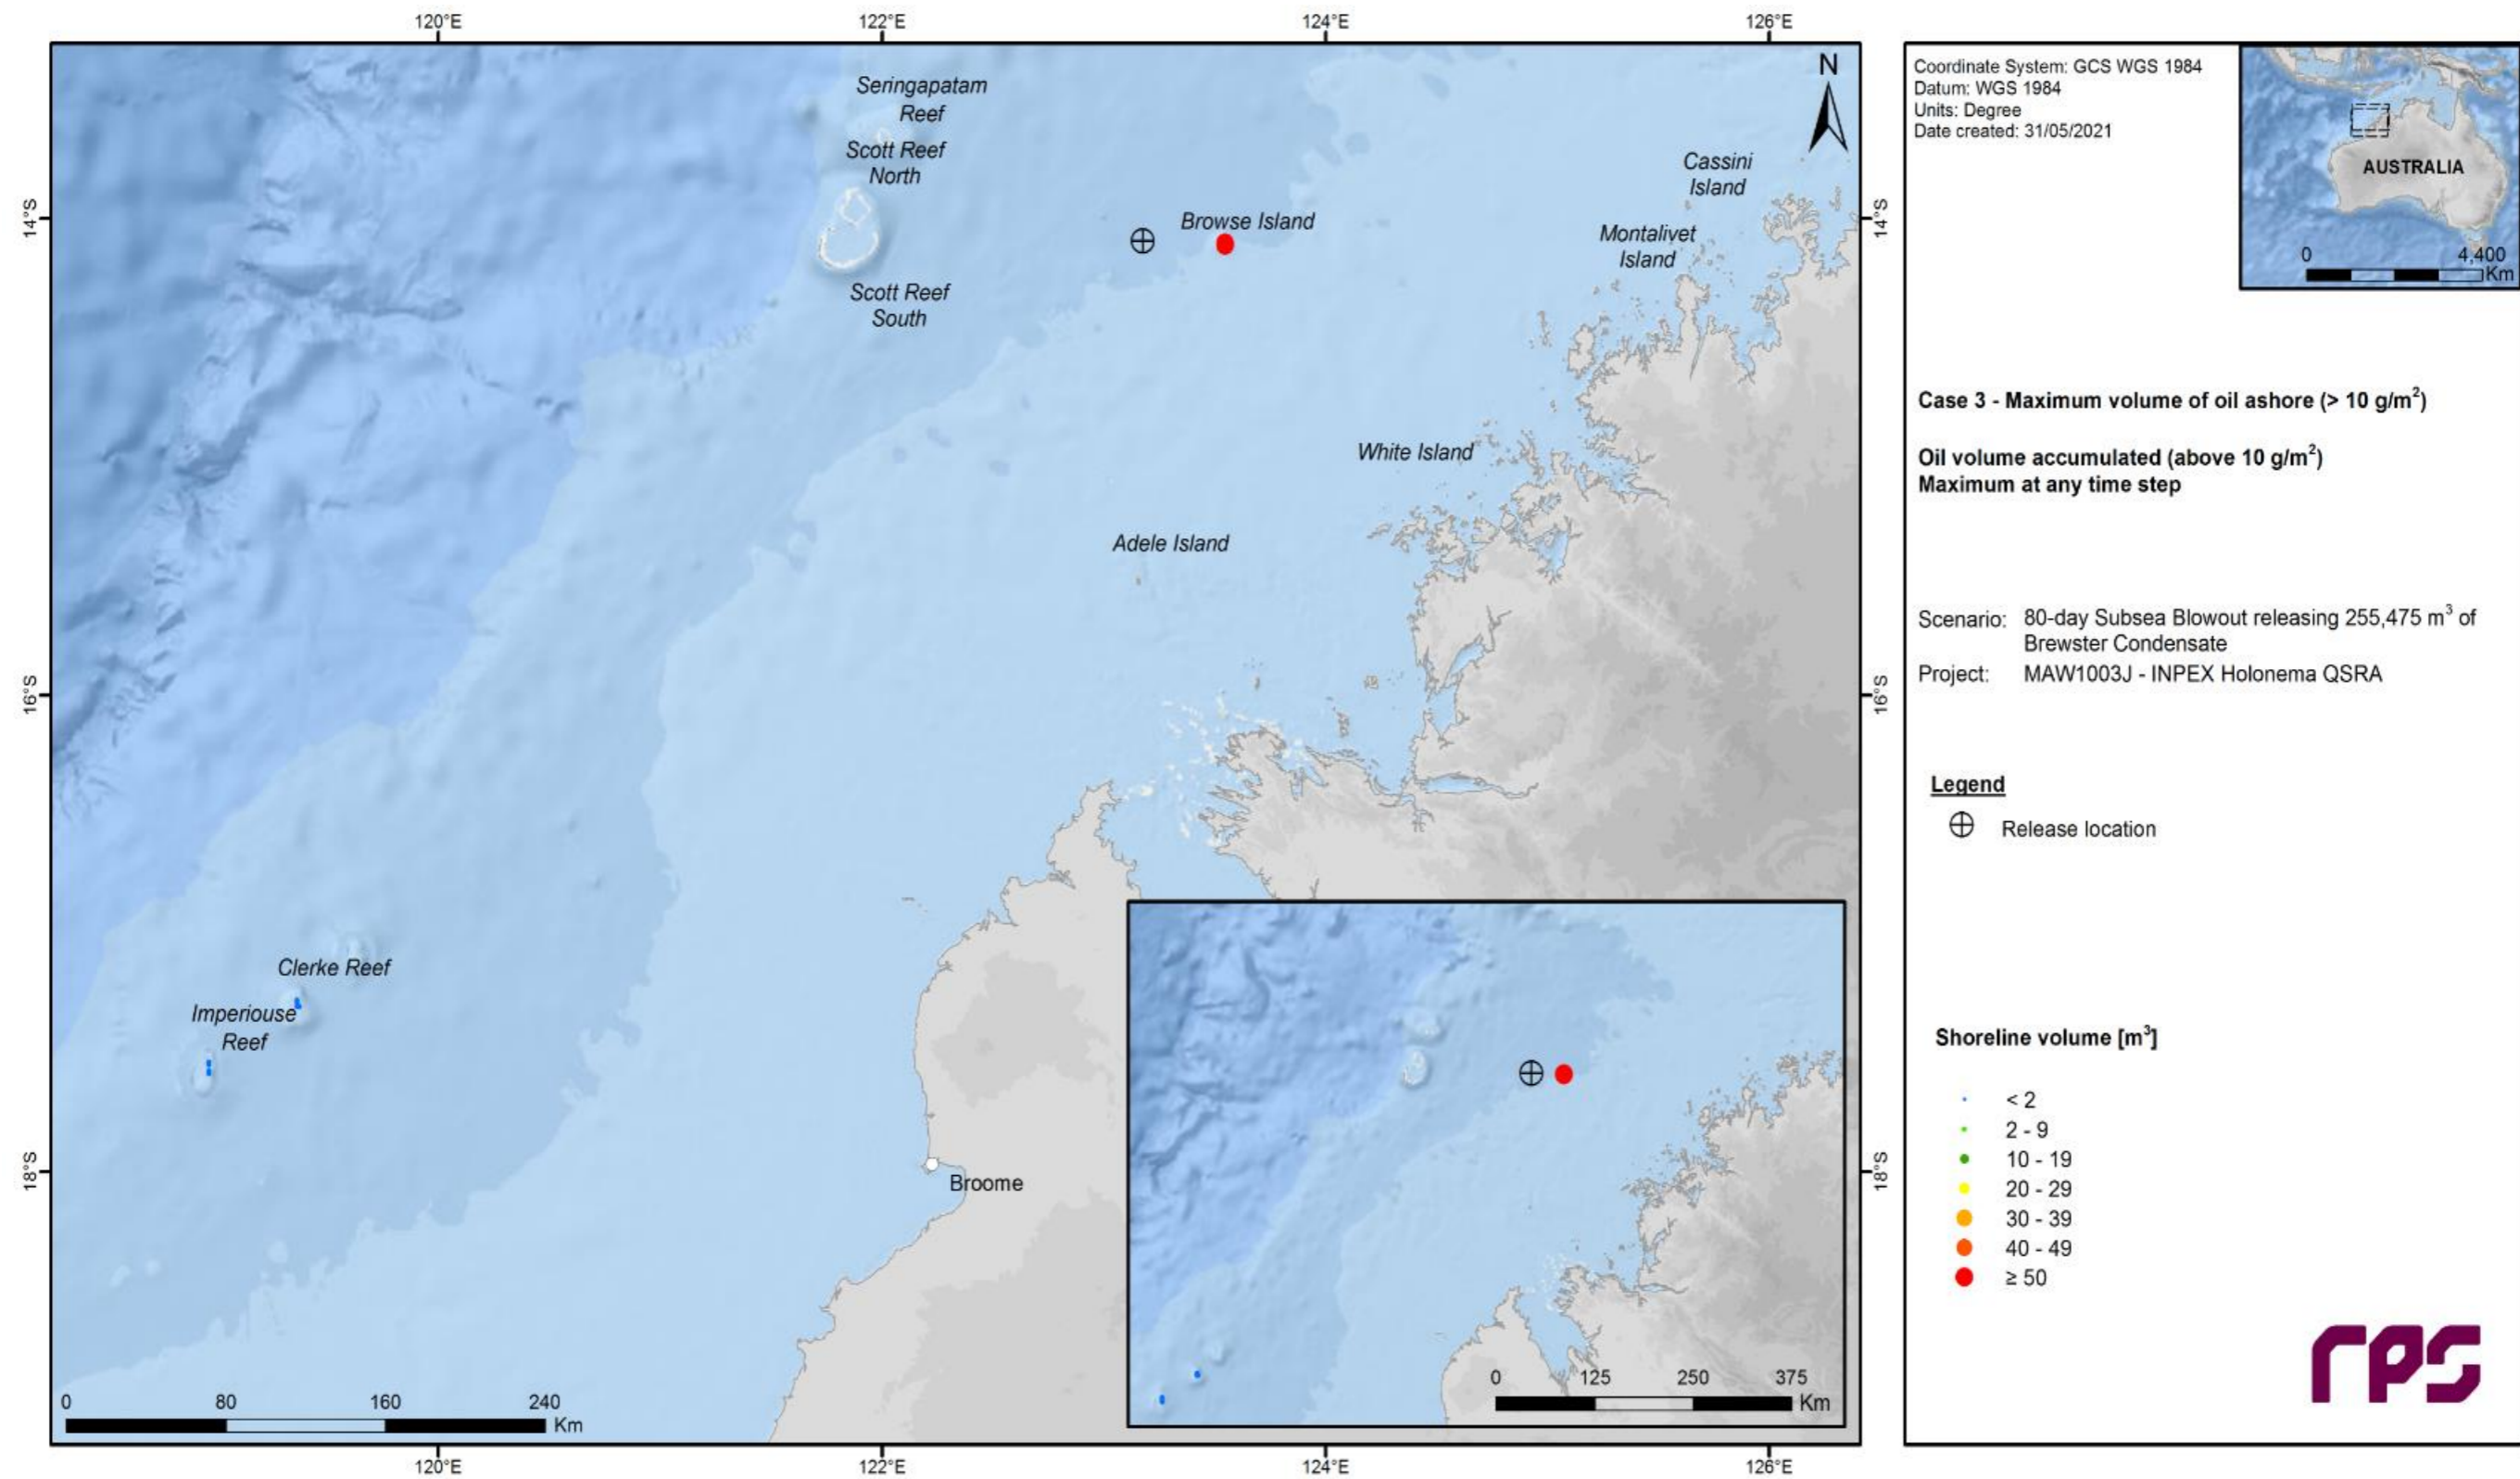 120°E
122°E
124°E
126°E
14°S
16°S
18°S
14°S
16°S
18°S
120°E
122°E
124°E
126°E
N
Seringapatam
Reef
Scott Reef
North
Scott Reef
South
Browse Island
Cassini
Island
Montalivet
Island
White Island
Adele Island
Clerke Reef
Imperiouse
Reef
Broome
0 80 160 240
Km
0 125 250 375
Km
Coordinate System: GCS WGS 1984
Datum: WGS 1984
Units: Degree
Date created: 31/05/2021
AUSTRALIA
0 4,400
Km
Case 3 - Maximum volume of oil ashore (> 10 g/m²)
Oil volume accumulated (above 10 g/m²)
Maximum at any time step
Scenario: 80-day Subsea Blowout releasing 255,475 m³ of
Brewster Condensate
Project: MAW1003J - INPEX Holonema QSRA
Legend
Release location
Shoreline volume [m³]
< 2
2 - 9
10 - 19
20 - 29
30 - 39
40 - 49
≥ 50
rps